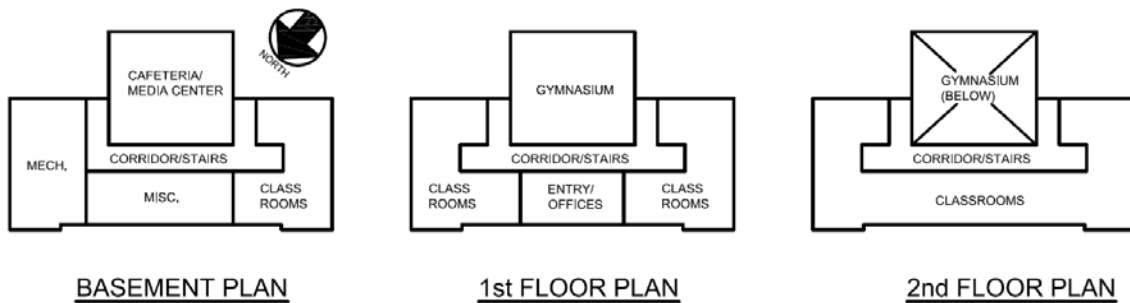 NORTH
CAFETERIA/
MEDIA CENTER
MECH,
CORRIDOR/STAIRS
MISC,
CLASS
ROOMS
BASEMENT PLAN
GYMNASIUM
CORRIDOR/STAIRS
CLASS
ROOMS
ENTRY/
OFFICES
CLASS
ROOMS
1st FLOOR PLAN
GYMNASIUM
(BELOW)
CORRIDOR/STAIRS
CLASSROOMS
2nd FLOOR PLAN